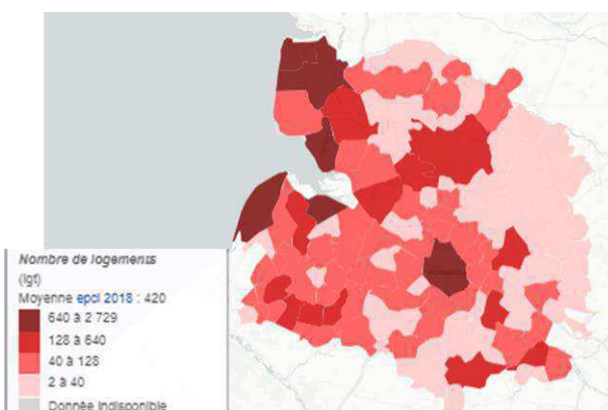 Nombre de logements
(lgt)
Moyenne epci 2018 : 420
640 à 2 729
128 à 640
40 à 128
2 à 40
Donnée indisponible